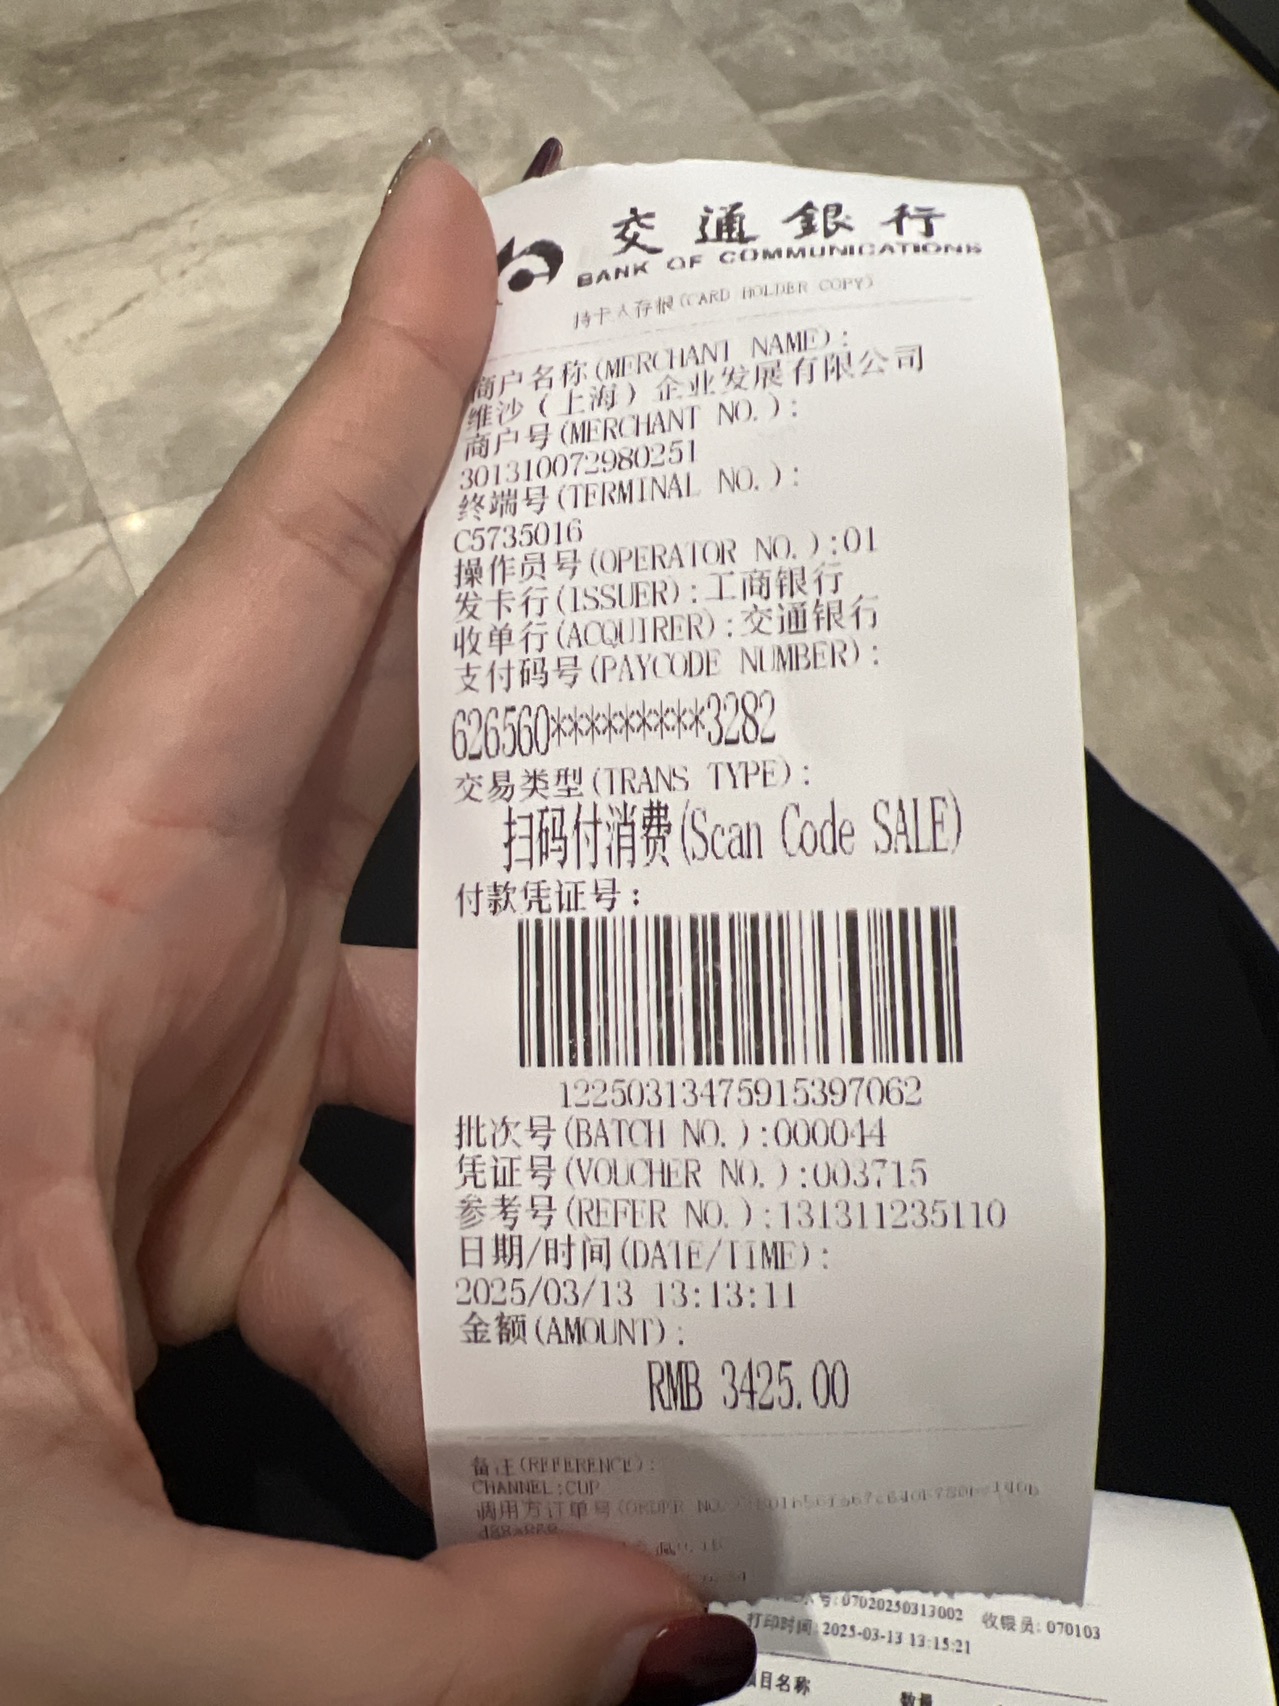 交通銀行
BANK OF COMMUNICATIONS
持卡人存根(CARD HOLDER COPY)
商户名称(MERCHANT NAME):
维沙（上海）企业发展有限公司
商户号(MERCHANT NO.):
301310072980251
终端号(TERMINAL NO.):
C5735016
操作员号(OPERATOR NO.):01
发卡行(ISSUER):工商银行
收单行(ACQUIRER):交通银行
支付码号(PAYCODE NUMBER):
626560*********3282
交易类型(TRANS TYPE):
扫码付消费(Scan Code SALE)
付款凭证号:
12250313475915397062
批次号(BATCH NO.):000044
凭证号(VOUCHER NO.):003715
参考号(REFER NO.):131311235110
日期/时间(DATE/TIME):
2025/03/13 13:13:11
金额(AMOUNT):
RMB 3425.00
备注(REFERENCE):
CHANNEL:CUP
调用方订单号(ORDER NO.):
号: 07020250313002 收银员: 070103
打印时间: 2025-03-13 13:15:21
项目名称 数量